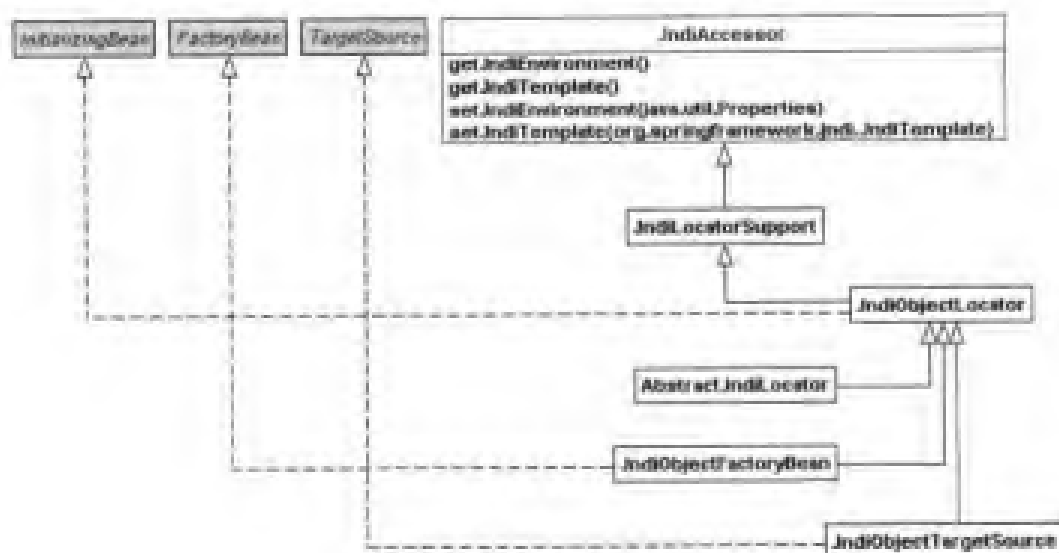 InitializingBean
FactoryBean
TargetSource
JndiAccessor
getJndiEnvironment()
getJndiTemplate()
setJndiEnvironment(java.util.Properties)
setJndiTemplate(org.springframework.jndi.JndiTemplate)
JndiLocatorSupport
JndiObjectLocator
AbstractJndiLocator
JndiObjectFactoryBean
JndiObjectTargetSource